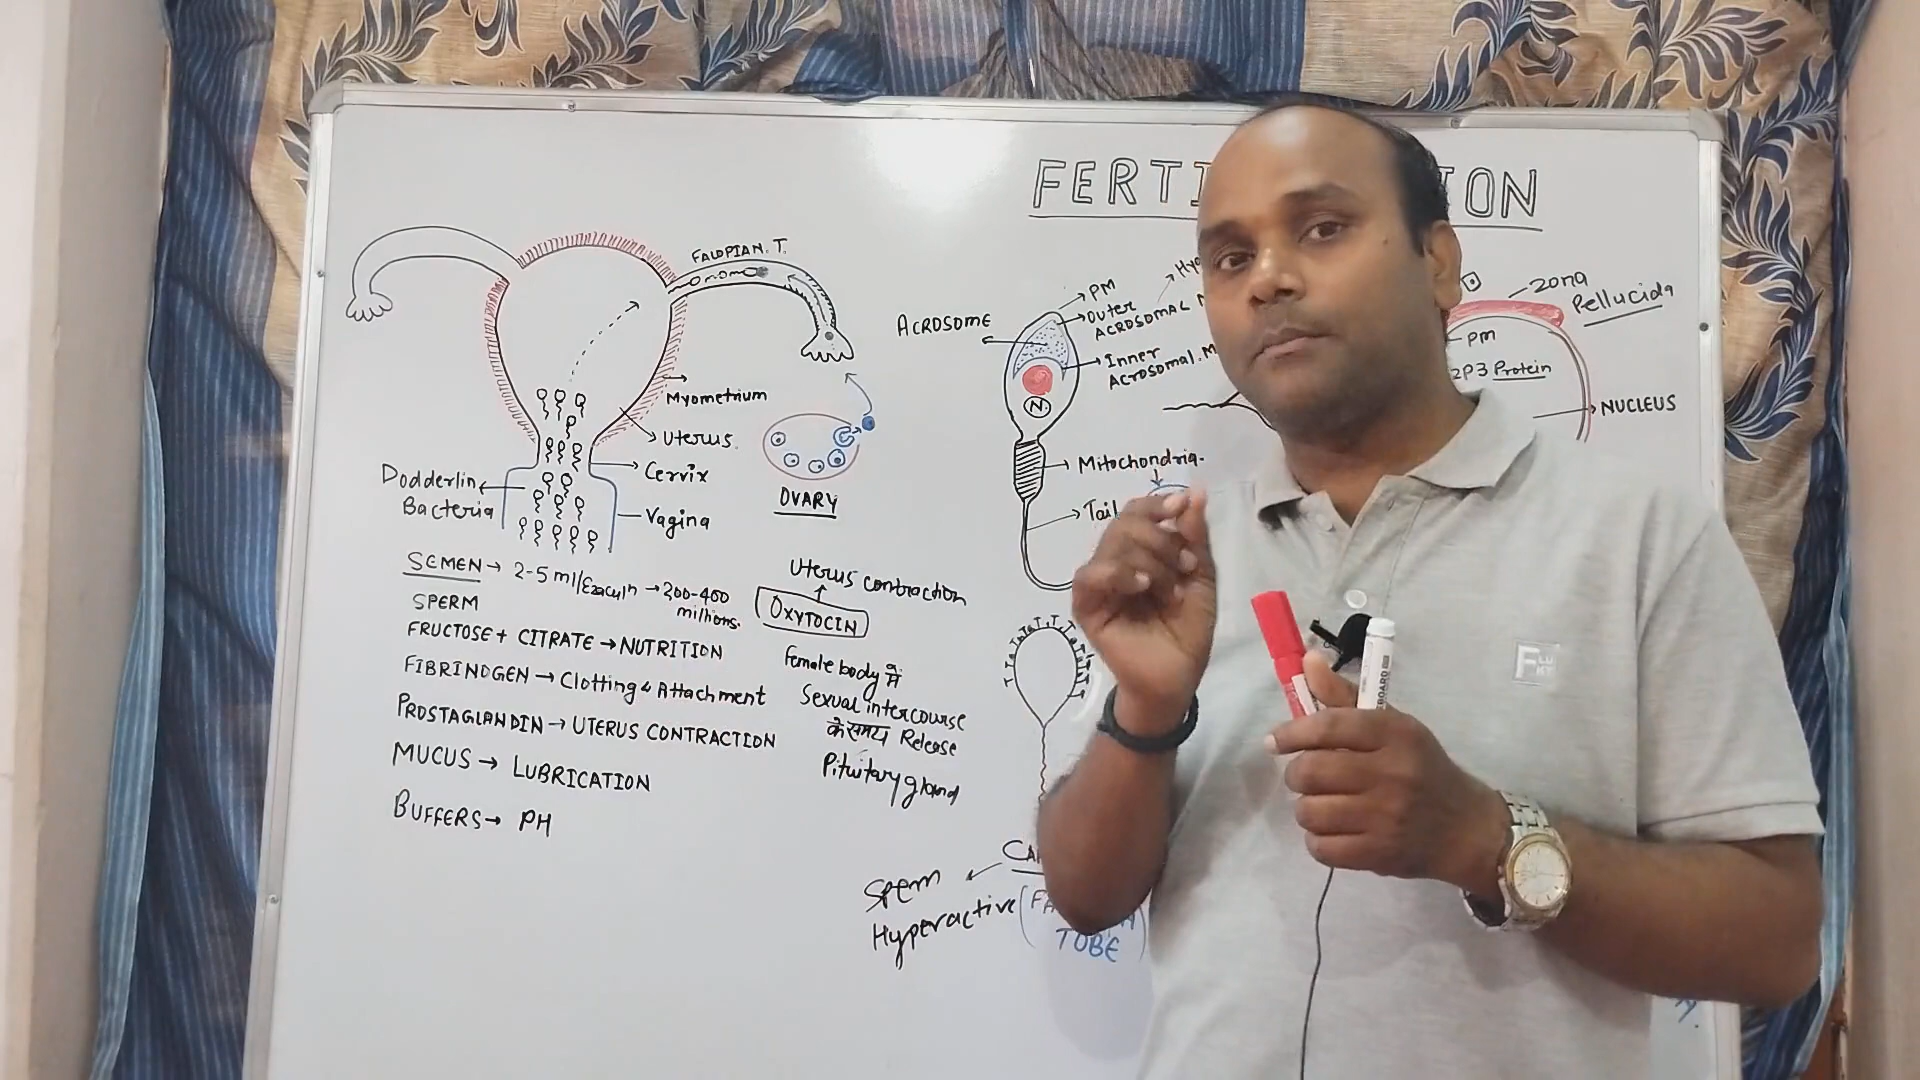 FERTI ION
FALOPIAN. T.
Myometrium
Uterus.
Cervix
Vagina
Dodderlin
Bacteria
OVARY
SEMEN → 2-5 ml/Ezaculn → 200-400
millions.
SPERM
FRUCTOSE + CITRATE → NUTRITION
FIBRINOGEN → Clotting & Attachment
PROSTAGLANDIN → UTERUS CONTRACTION
MUCUS → LUBRICATION
BUFFERS → PH
Uterus contraction
OXYTOCIN
Female body में
Sexual intercourse
के समय Release
Pituitary gland
ACROSOME
PM
Outer
ACROSOMAL M
Hyo
Inner
Acrosomal. M
N.
Mitochondria.
Tail
Sperm
Hyperactive
TUBE
zona
Pellucida
PM
ZP3 Protein
NUCLEUS